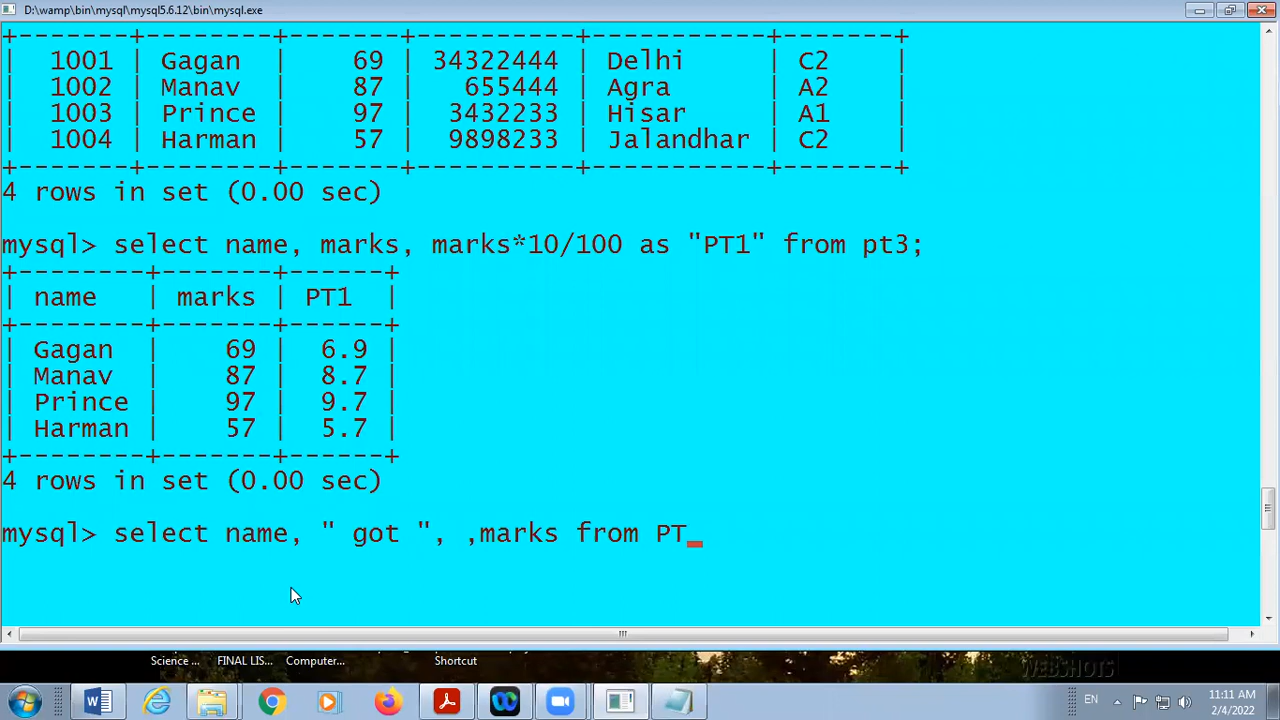 D:\wamp\bin\mysql\mysql5.6.12\bin\mysql.exe
+--------+--------+-------+-----------+------------+-------+
|   1001 | Gagan  |    69 |  34322444 | Delhi      | C2    |
|   1002 | Manav  |    87 |    655444 | Agra       | A2    |
|   1003 | Prince |    97 |   3432233 | Hisar      | A1    |
|   1004 | Harman |    57 |   9898233 | Jalandhar  | C2    |
+--------+--------+-------+-----------+------------+-------+
4 rows in set (0.00 sec)
mysql> select name, marks, marks*10/100 as "PT1" from pt3;
+--------+-------+------+
| name   | marks | PT1  |
+--------+-------+------+
| Gagan  |    69 |  6.9 |
| Manav  |    87 |  8.7 |
| Prince |    97 |  9.7 |
| Harman |    57 |  5.7 |
+--------+-------+------+
4 rows in set (0.00 sec)
mysql> select name, " got ", ,marks from PT_
Science ... FINAL LIS... Computer... Shortcut
WEBSHOTS
EN 11:11 AM
2/4/2022